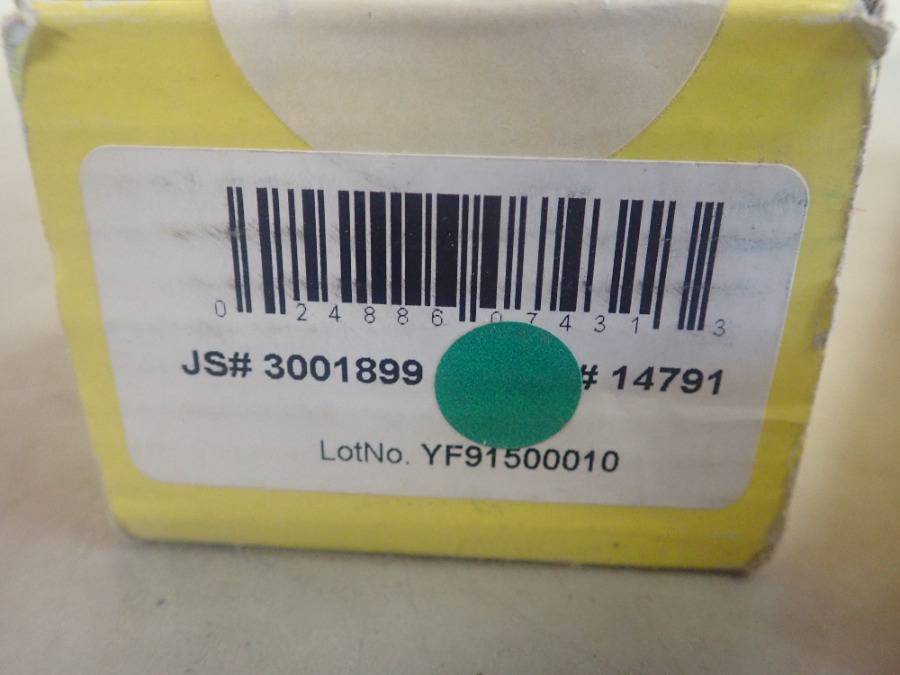 0 24886 07431 3
JS# 3001899 # 14791
LotNo. YF91500010